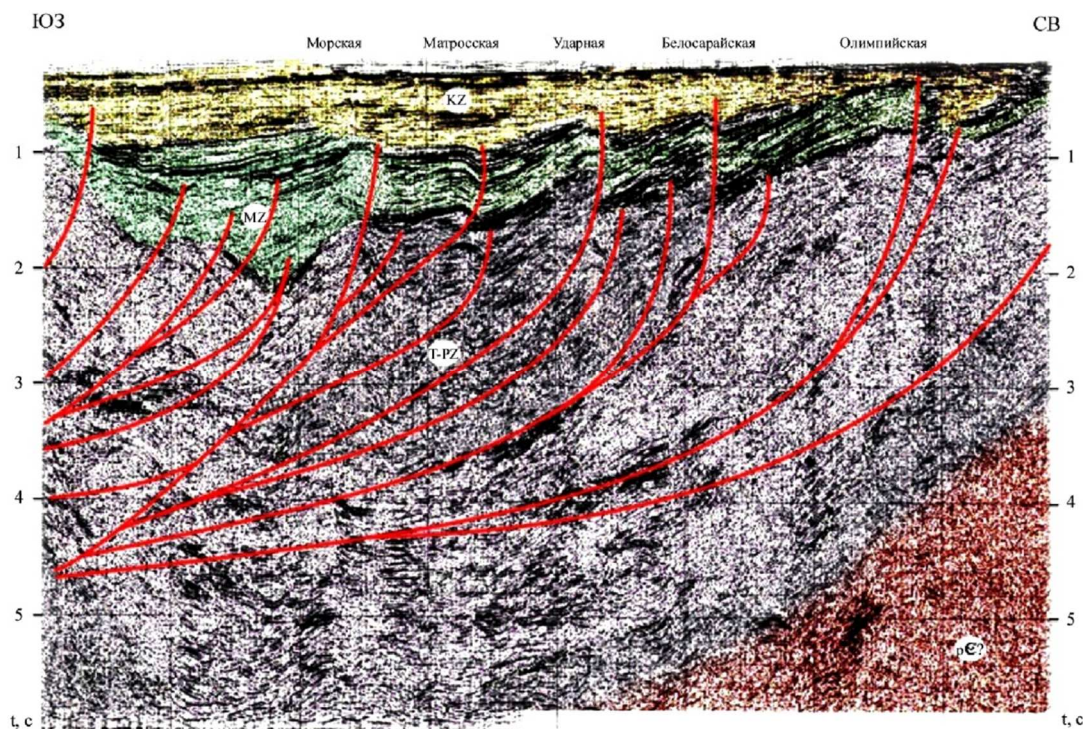 ЮЗ СВ
Морская Матросская Ударная Белосарайская Олимпийская
KZ
1 1
MZ
2 2
T-PZ
3 3
4 4
5 5
pЄ?
t, с t, с